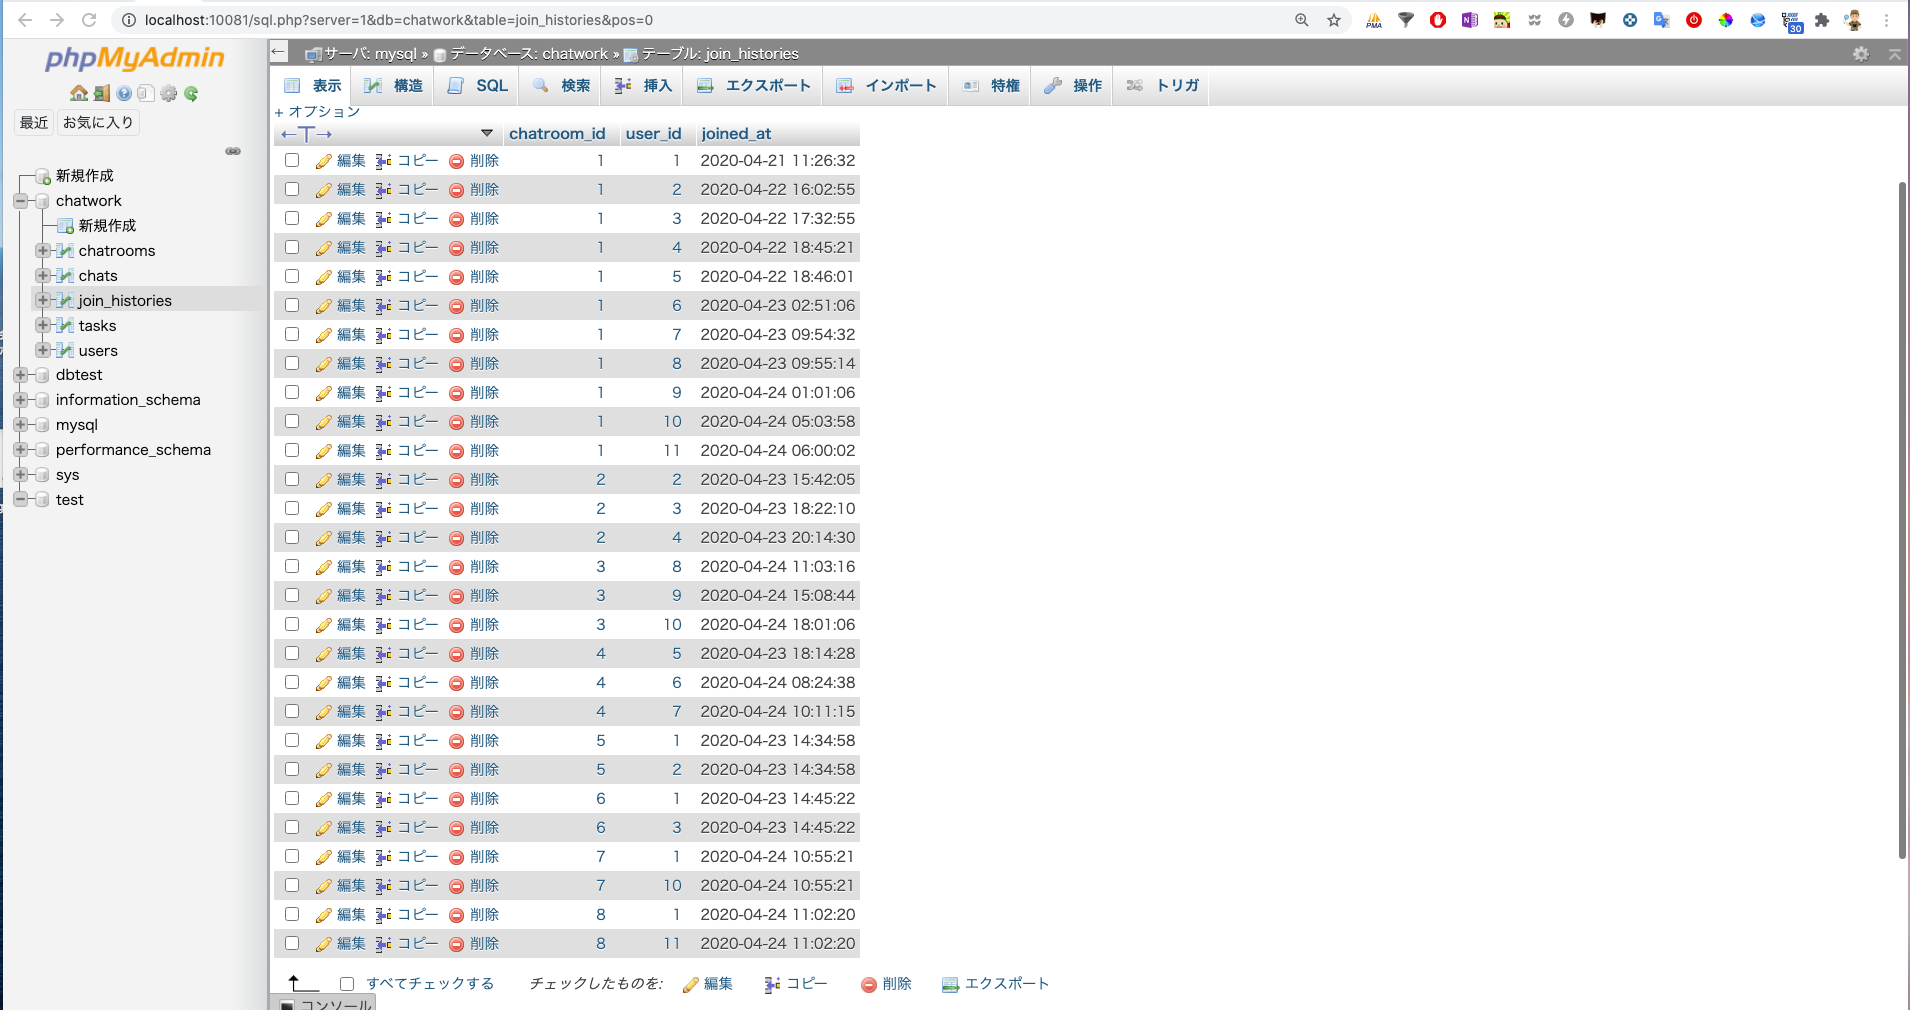 localhost:10081/sql.php?server=1&db=chatwork&table=join_histories&pos=0
PMA
30
phpMyAdmin
最近 お気に入り
新規作成
chatwork
新規作成
chatrooms
chats
join_histories
tasks
users
dbtest
information_schema
mysql
performance_schema
sys
test
サーバ: mysql » データベース: chatwork » テーブル: join_histories
表示 構造 SQL 検索 挿入 エクスポート インポート 特権 操作 トリガ
+ オプション
←T→ chatroom_id user_id joined_at
編集 コピー 削除 1 1 2020-04-21 11:26:32
編集 コピー 削除 1 2 2020-04-22 16:02:55
編集 コピー 削除 1 3 2020-04-22 17:32:55
編集 コピー 削除 1 4 2020-04-22 18:45:21
編集 コピー 削除 1 5 2020-04-22 18:46:01
編集 コピー 削除 1 6 2020-04-23 02:51:06
編集 コピー 削除 1 7 2020-04-23 09:54:32
編集 コピー 削除 1 8 2020-04-23 09:55:14
編集 コピー 削除 1 9 2020-04-24 01:01:06
編集 コピー 削除 1 10 2020-04-24 05:03:58
編集 コピー 削除 1 11 2020-04-24 06:00:02
編集 コピー 削除 2 2 2020-04-23 15:42:05
編集 コピー 削除 2 3 2020-04-23 18:22:10
編集 コピー 削除 2 4 2020-04-23 20:14:30
編集 コピー 削除 3 8 2020-04-24 11:03:16
編集 コピー 削除 3 9 2020-04-24 15:08:44
編集 コピー 削除 3 10 2020-04-24 18:01:06
編集 コピー 削除 4 5 2020-04-23 18:14:28
編集 コピー 削除 4 6 2020-04-24 08:24:38
編集 コピー 削除 4 7 2020-04-24 10:11:15
編集 コピー 削除 5 1 2020-04-23 14:34:58
編集 コピー 削除 5 2 2020-04-23 14:34:58
編集 コピー 削除 6 1 2020-04-23 14:45:22
編集 コピー 削除 6 3 2020-04-23 14:45:22
編集 コピー 削除 7 1 2020-04-24 10:55:21
編集 コピー 削除 7 10 2020-04-24 10:55:21
編集 コピー 削除 8 1 2020-04-24 11:02:20
編集 コピー 削除 8 11 2020-04-24 11:02:20
すべてチェックする チェックしたものを: 編集 コピー 削除 エクスポート
コンソール